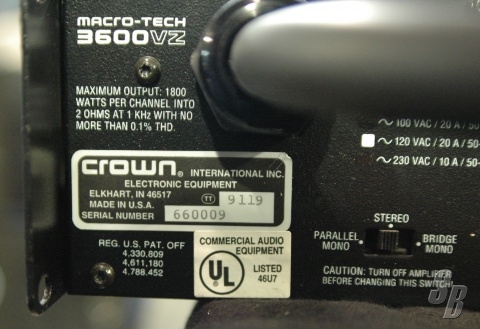 MACRO-TECH
3600VZ
MAXIMUM OUTPUT: 1800
WATTS PER CHANNEL INTO
2 OHMS AT 1 KHz WITH NO
MORE THAN 0.1% THD.
100 VAC / 20 A / 50-
120 VAC / 20 A / 50-
230 VAC / 10 A / 50-
crown® INTERNATIONAL INC.
ELECTRONIC EQUIPMENT
ELKHART, IN 46517
MADE IN U.S.A. TT 9119
SERIAL NUMBER 660009
REG. U.S. PAT. OFF
4,330,809
4,611,180
4,788,452
COMMERCIAL AUDIO
EQUIPMENT
UL® LISTED
46U7
STEREO
PARALLEL MONO
BRIDGE MONO
CAUTION: TURN OFF AMPLIFIER
BEFORE CHANGING THIS SWITCH!
SB